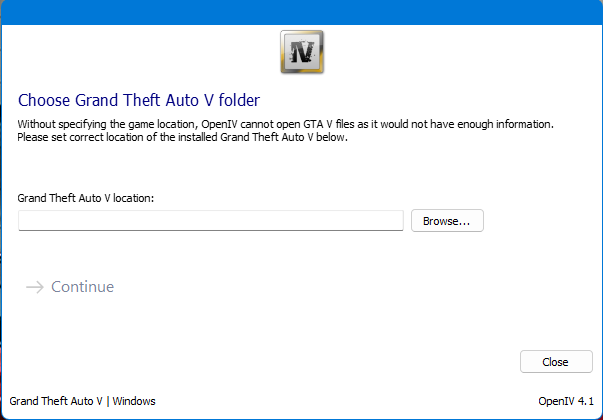 IV
Choose Grand Theft Auto V folder
Without specifying the game location, OpenIV cannot open GTA V files as it would not have enough information.
Please set correct location of the installed Grand Theft Auto V below.
Grand Theft Auto V location:
Browse...
Continue
Close
Grand Theft Auto V | Windows
OpenIV 4.1